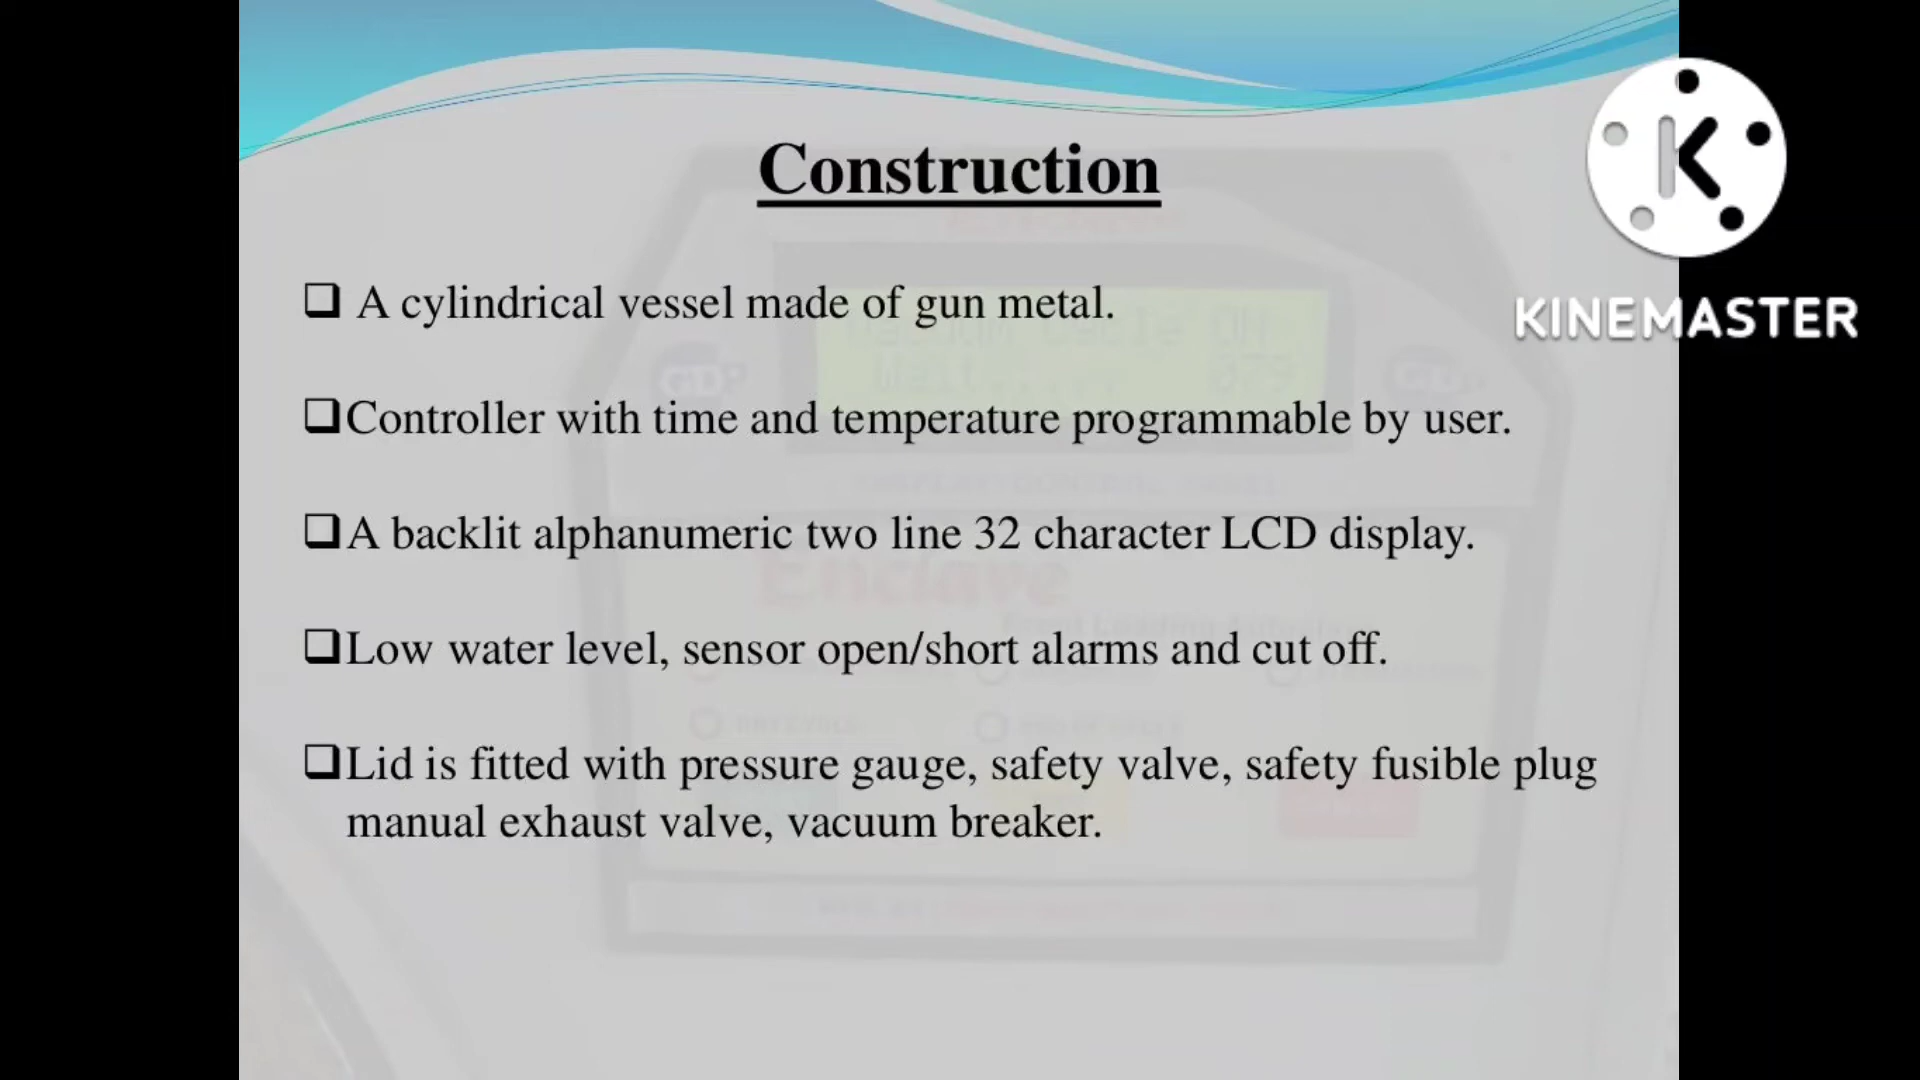 Construction
KINEMASTER
❑ A cylindrical vessel made of gun metal.
❑Controller with time and temperature programmable by user.
❑A backlit alphanumeric two line 32 character LCD display.
Enclave
❑Low water level, sensor open/short alarms and cut off.
❑Lid is fitted with pressure gauge, safety valve, safety fusible plug
manual exhaust valve, vacuum breaker.